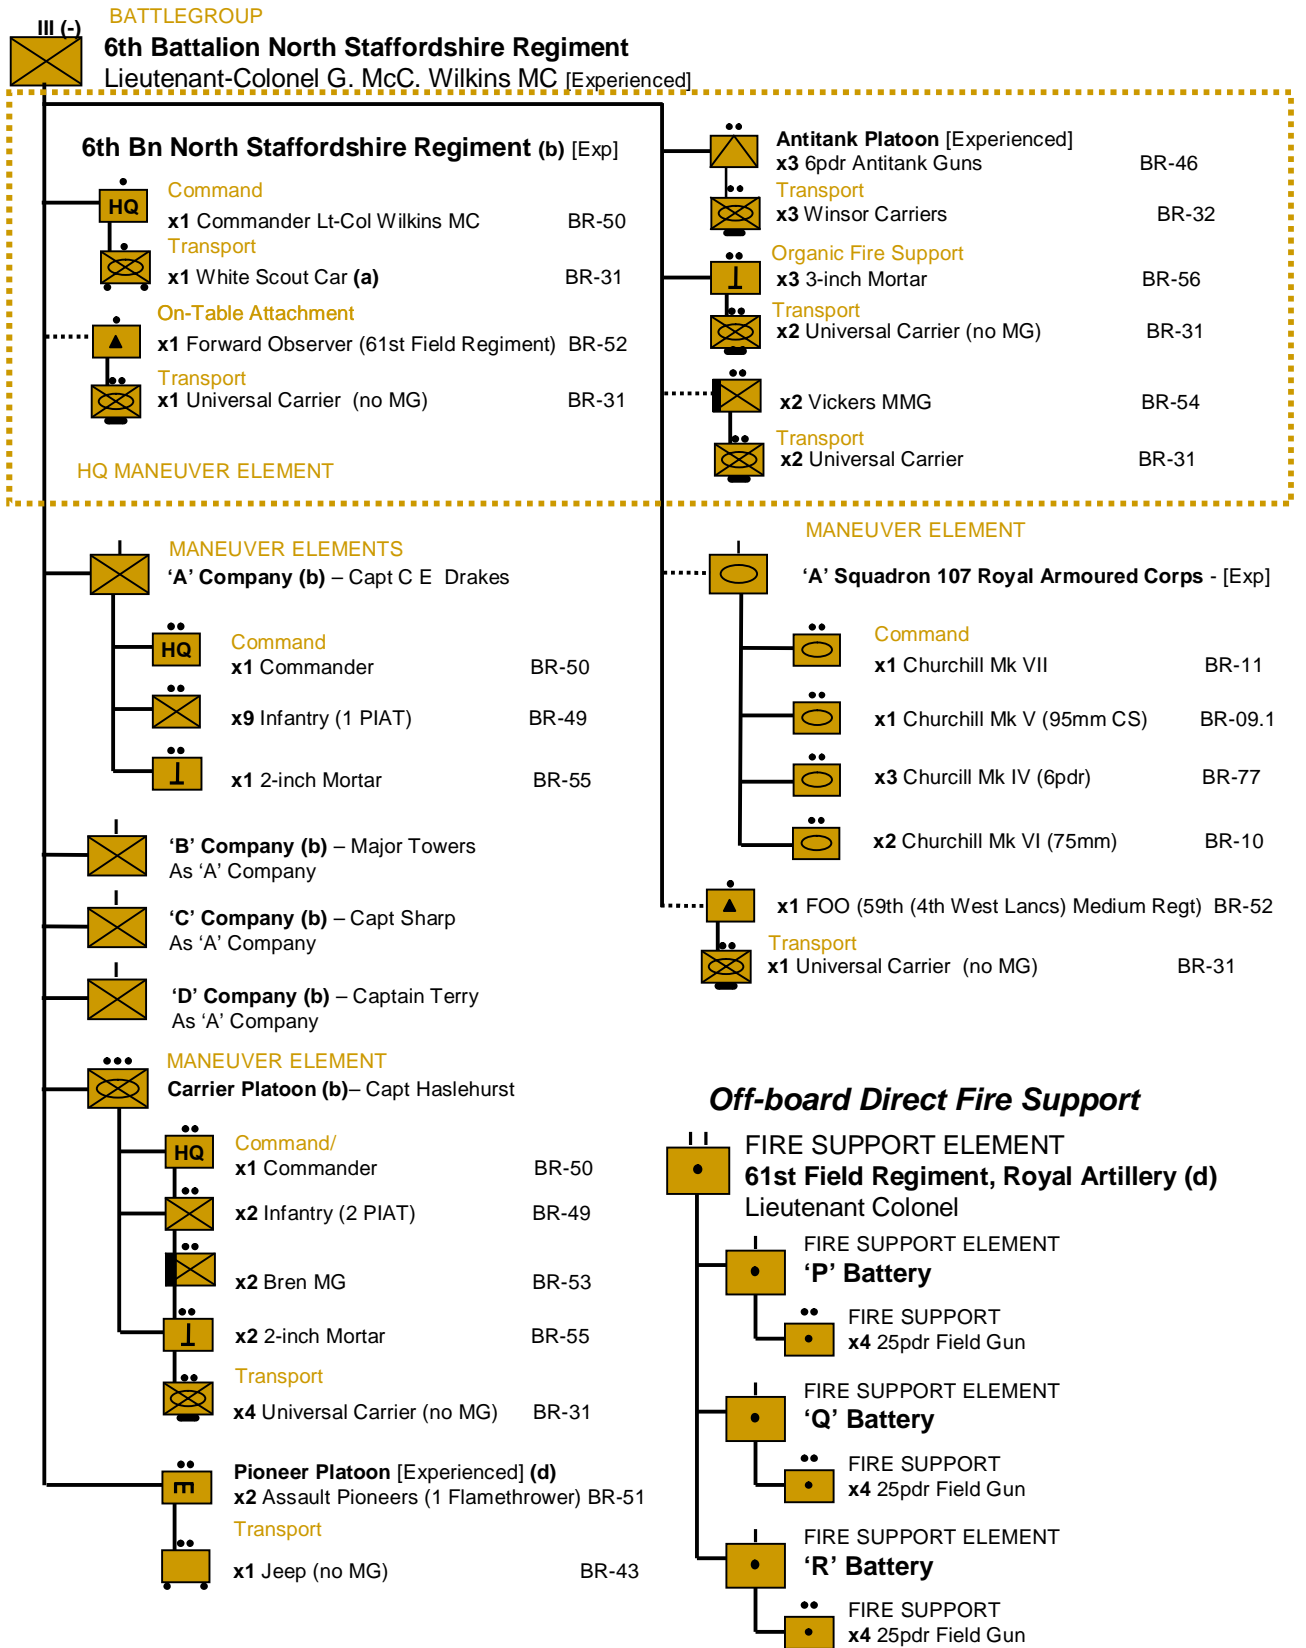 BATTLEGROUP
III (-)
6th Battalion North Staffordshire Regiment
Lieutenant-Colonel G. McC. Wilkins MC [Experienced]
6th Bn North Staffordshire Regiment (b) [Exp]
Command
HQ
x1 Commander Lt-Col Wilkins MC BR-50
Transport
x1 White Scout Car (a) BR-31
On-Table Attachment
x1 Forward Observer (61st Field Regiment) BR-52
Transport
x1 Universal Carrier (no MG) BR-31
HQ MANEUVER ELEMENT
Antitank Platoon [Experienced]
x3 6pdr Antitank Guns BR-46
Transport
x3 Winsor Carriers BR-32
Organic Fire Support
x3 3-inch Mortar BR-56
Transport
x2 Universal Carrier (no MG) BR-31
x2 Vickers MMG BR-54
Transport
x2 Universal Carrier BR-31
MANEUVER ELEMENTS
‘A’ Company (b) – Capt C E Drakes
Command
HQ
x1 Commander BR-50
x9 Infantry (1 PIAT) BR-49
x1 2-inch Mortar BR-55
‘B’ Company (b) – Major Towers
As ‘A’ Company
‘C’ Company (b) – Capt Sharp
As ‘A’ Company
‘D’ Company (b) – Captain Terry
As ‘A’ Company
MANEUVER ELEMENT
Carrier Platoon (b)– Capt Haslehurst
Command/
HQ
x1 Commander BR-50
x2 Infantry (2 PIAT) BR-49
x2 Bren MG BR-53
x2 2-inch Mortar BR-55
Transport
x4 Universal Carrier (no MG) BR-31
Pioneer Platoon [Experienced] (d)
x2 Assault Pioneers (1 Flamethrower) BR-51
Transport
x1 Jeep (no MG) BR-43
MANEUVER ELEMENT
‘A’ Squadron 107 Royal Armoured Corps - [Exp]
Command
x1 Churchill Mk VII BR-11
x1 Churchill Mk V (95mm CS) BR-09.1
x3 Churcill Mk IV (6pdr) BR-77
x2 Churchill Mk VI (75mm) BR-10
x1 FOO (59th (4th West Lancs) Medium Regt) BR-52
Transport
x1 Universal Carrier (no MG) BR-31
Off-board Direct Fire Support
FIRE SUPPORT ELEMENT
61st Field Regiment, Royal Artillery (d)
Lieutenant Colonel
FIRE SUPPORT ELEMENT
‘P’ Battery
FIRE SUPPORT
x4 25pdr Field Gun
FIRE SUPPORT ELEMENT
‘Q’ Battery
FIRE SUPPORT
x4 25pdr Field Gun
FIRE SUPPORT ELEMENT
‘R’ Battery
FIRE SUPPORT
x4 25pdr Field Gun